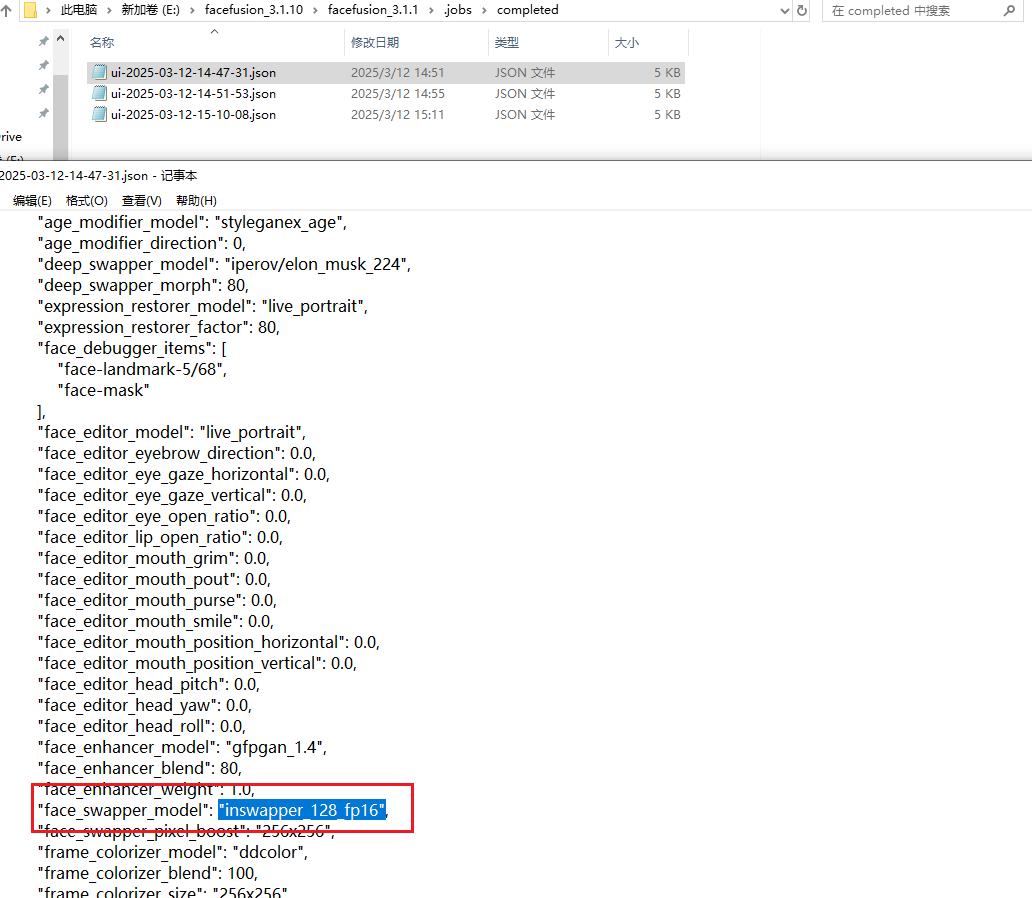 此电脑 > 新加卷 (E:) > facefusion_3.1.10 > facefusion_3.1.1 > .jobs > completed
在 completed 中搜索
名称 修改日期 类型 大小
ui-2025-03-12-14-47-31.json 2025/3/12 14:51 JSON 文件 5 KB
ui-2025-03-12-14-51-53.json 2025/3/12 14:55 JSON 文件 5 KB
ui-2025-03-12-15-10-08.json 2025/3/12 15:11 JSON 文件 5 KB
rive
2025-03-12-14-47-31.json - 记事本
编辑(E) 格式(O) 查看(V) 帮助(H)
"age_modifier_model": "styleganex_age",
"age_modifier_direction": 0,
"deep_swapper_model": "iperov/elon_musk_224",
"deep_swapper_morph": 80,
"expression_restorer_model": "live_portrait",
"expression_restorer_factor": 80,
"face_debugger_items": [
"face-landmark-5/68",
"face-mask"
],
"face_editor_model": "live_portrait",
"face_editor_eyebrow_direction": 0.0,
"face_editor_eye_gaze_horizontal": 0.0,
"face_editor_eye_gaze_vertical": 0.0,
"face_editor_eye_open_ratio": 0.0,
"face_editor_lip_open_ratio": 0.0,
"face_editor_mouth_grim": 0.0,
"face_editor_mouth_pout": 0.0,
"face_editor_mouth_purse": 0.0,
"face_editor_mouth_smile": 0.0,
"face_editor_mouth_position_horizontal": 0.0,
"face_editor_mouth_position_vertical": 0.0,
"face_editor_head_pitch": 0.0,
"face_editor_head_yaw": 0.0,
"face_editor_head_roll": 0.0,
"face_enhancer_model": "gfpgan_1.4",
"face_enhancer_blend": 80,
"face_enhancer_weight": 1.0,
"face_swapper_model": "inswapper_128_fp16",
"face_swapper_pixel_boost": "256x256",
"frame_colorizer_model": "ddcolor",
"frame_colorizer_blend": 100,
"frame_colorizer_size": "256x256"